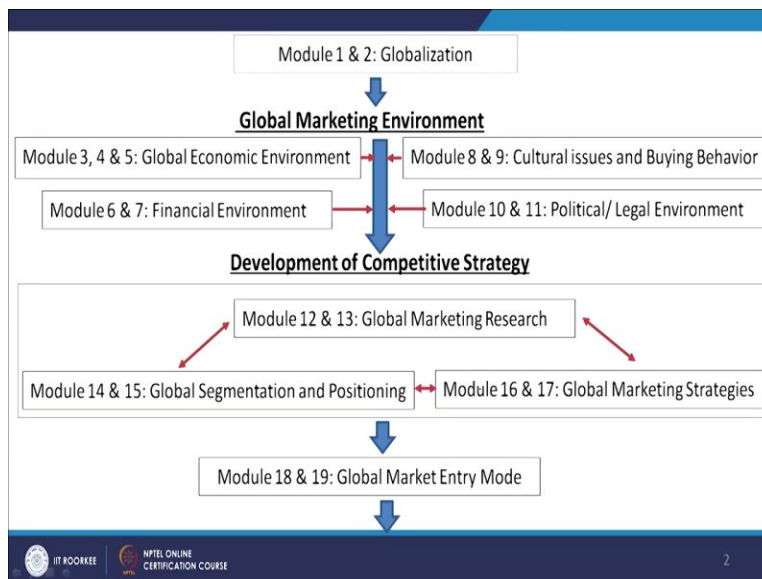 Module 1 & 2: Globalization
Global Marketing Environment
Module 3, 4 & 5: Global Economic Environment
Module 8 & 9: Cultural issues and Buying Behavior
Module 6 & 7: Financial Environment
Module 10 & 11: Political/ Legal Environment
Development of Competitive Strategy
Module 12 & 13: Global Marketing Research
Module 14 & 15: Global Segmentation and Positioning
Module 16 & 17: Global Marketing Strategies
Module 18 & 19: Global Market Entry Mode
IIT ROORKEE
NPTEL ONLINE
CERTIFICATION COURSE
2